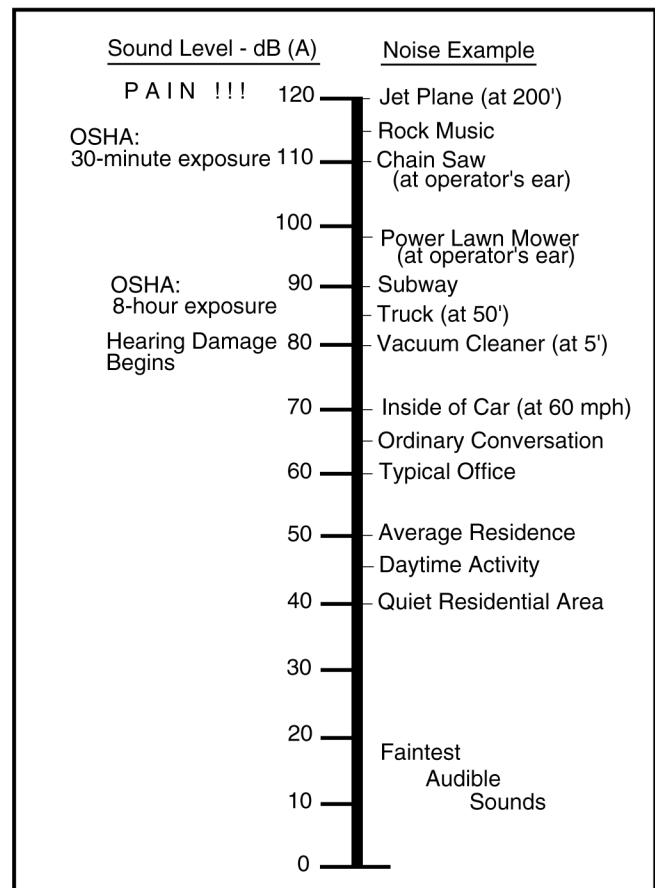 Sound Level - dB (A) Noise Example
PAIN !!! 120 Jet Plane (at 200')
Rock Music
OSHA:
30-minute exposure 110 Chain Saw
(at operator's ear)
100
Power Lawn Mower
(at operator's ear)
OSHA: 90 Subway
8-hour exposure
Truck (at 50')
Hearing Damage 80 Vacuum Cleaner (at 5')
Begins
70 Inside of Car (at 60 mph)
Ordinary Conversation
60 Typical Office
50 Average Residence
Daytime Activity
40 Quiet Residential Area
30
20
Faintest
Audible
10 Sounds
0